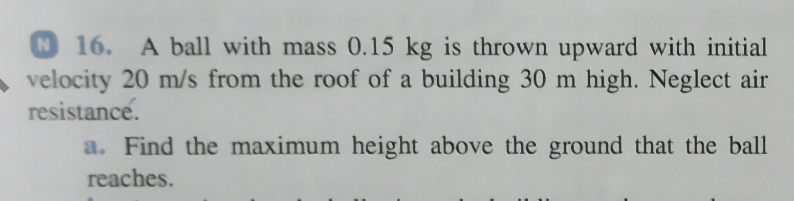 N 16. A ball with mass 0.15 kg is thrown upward with initial
velocity 20 m/s from the roof of a building 30 m high. Neglect air
resistance.
a. Find the maximum height above the ground that the ball
reaches.